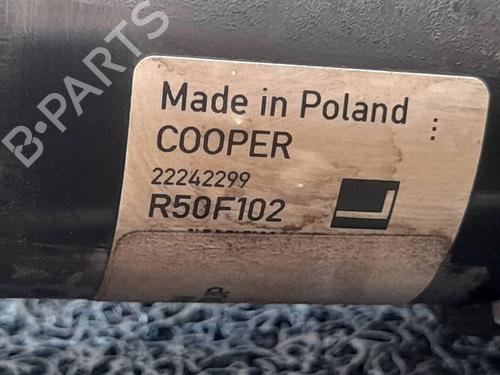 B-PARTS
Made in Poland
COOPER
22242299
R50F102